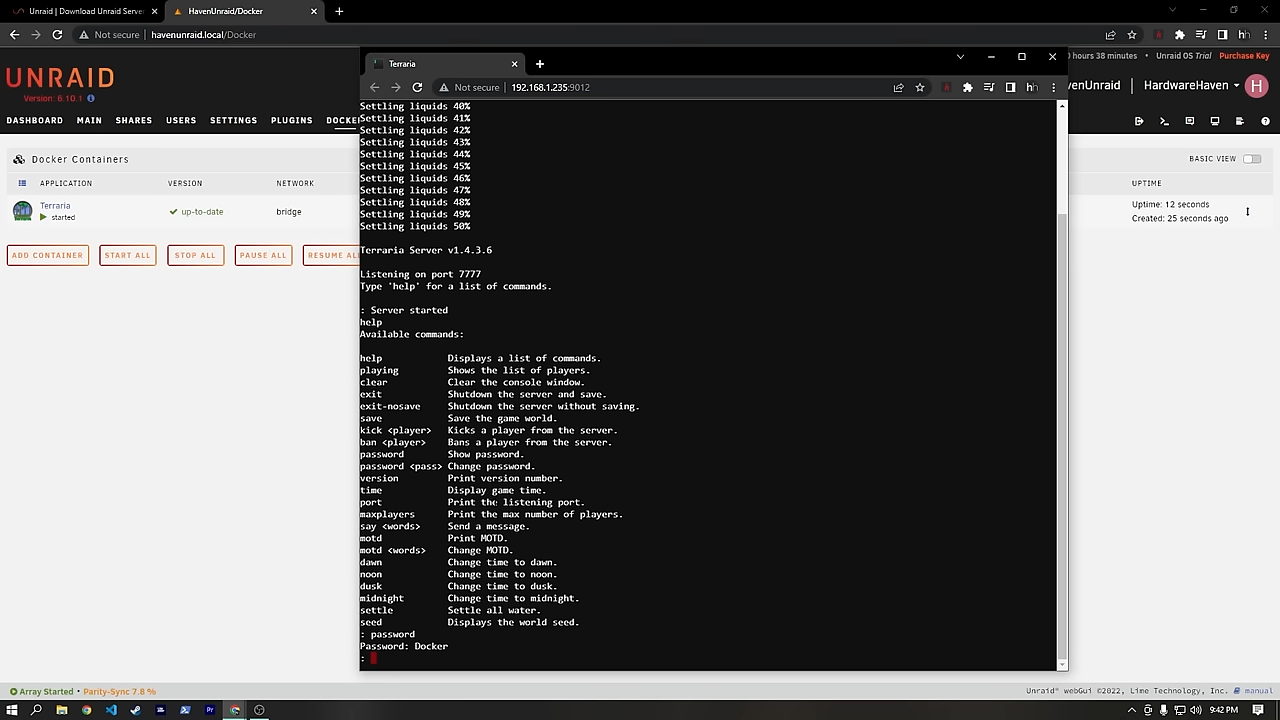 Unraid | Download Unraid Server
HavenUnraid/Docker
Not secure | havenunraid.local/Docker
Terraria
Not secure | 192.168.1.235:9012
UNRAID
Version: 6.10.1
0 hours 38 minutes • Unraid OS Trial Purchase Key
venUnraid | HardwareHaven
H
DASHBOARD MAIN SHARES USERS SETTINGS PLUGINS DOCKE
Docker Containers
BASIC VIEW
APPLICATION VERSION NETWORK UPTIME
Terraria
started
up-to-date
bridge
Uptime: 12 seconds
Created: 25 seconds ago
ADD CONTAINER START ALL STOP ALL PAUSE ALL RESUME ALL
Settling liquids 40%
Settling liquids 41%
Settling liquids 42%
Settling liquids 43%
Settling liquids 44%
Settling liquids 45%
Settling liquids 46%
Settling liquids 47%
Settling liquids 48%
Settling liquids 49%
Settling liquids 50%
Terraria Server v1.4.3.6
Listening on port 7777
Type 'help' for a list of commands.
: Server started
help
Available commands:
help Displays a list of commands.
playing Shows the list of players.
clear Clear the console window.
exit Shutdown the server and save.
exit-nosave Shutdown the server without saving.
save Save the game world.
kick <player> Kicks a player from the server.
ban <player> Bans a player from the server.
password Show password.
password <pass> Change password.
version Print version number.
time Display game time.
port Print the listening port.
maxplayers Print the max number of players.
say <words> Send a message.
motd Print MOTD.
motd <words> Change MOTD.
dawn Change time to dawn.
noon Change time to noon.
dusk Change time to dusk.
midnight Change time to midnight.
settle Settle all water.
seed Displays the world seed.
: password
Password: Docker
:
Array Started • Parity-Sync 7.8 %
Unraid® webGui ©2022, Lime Technology, Inc. manual
9:42 PM